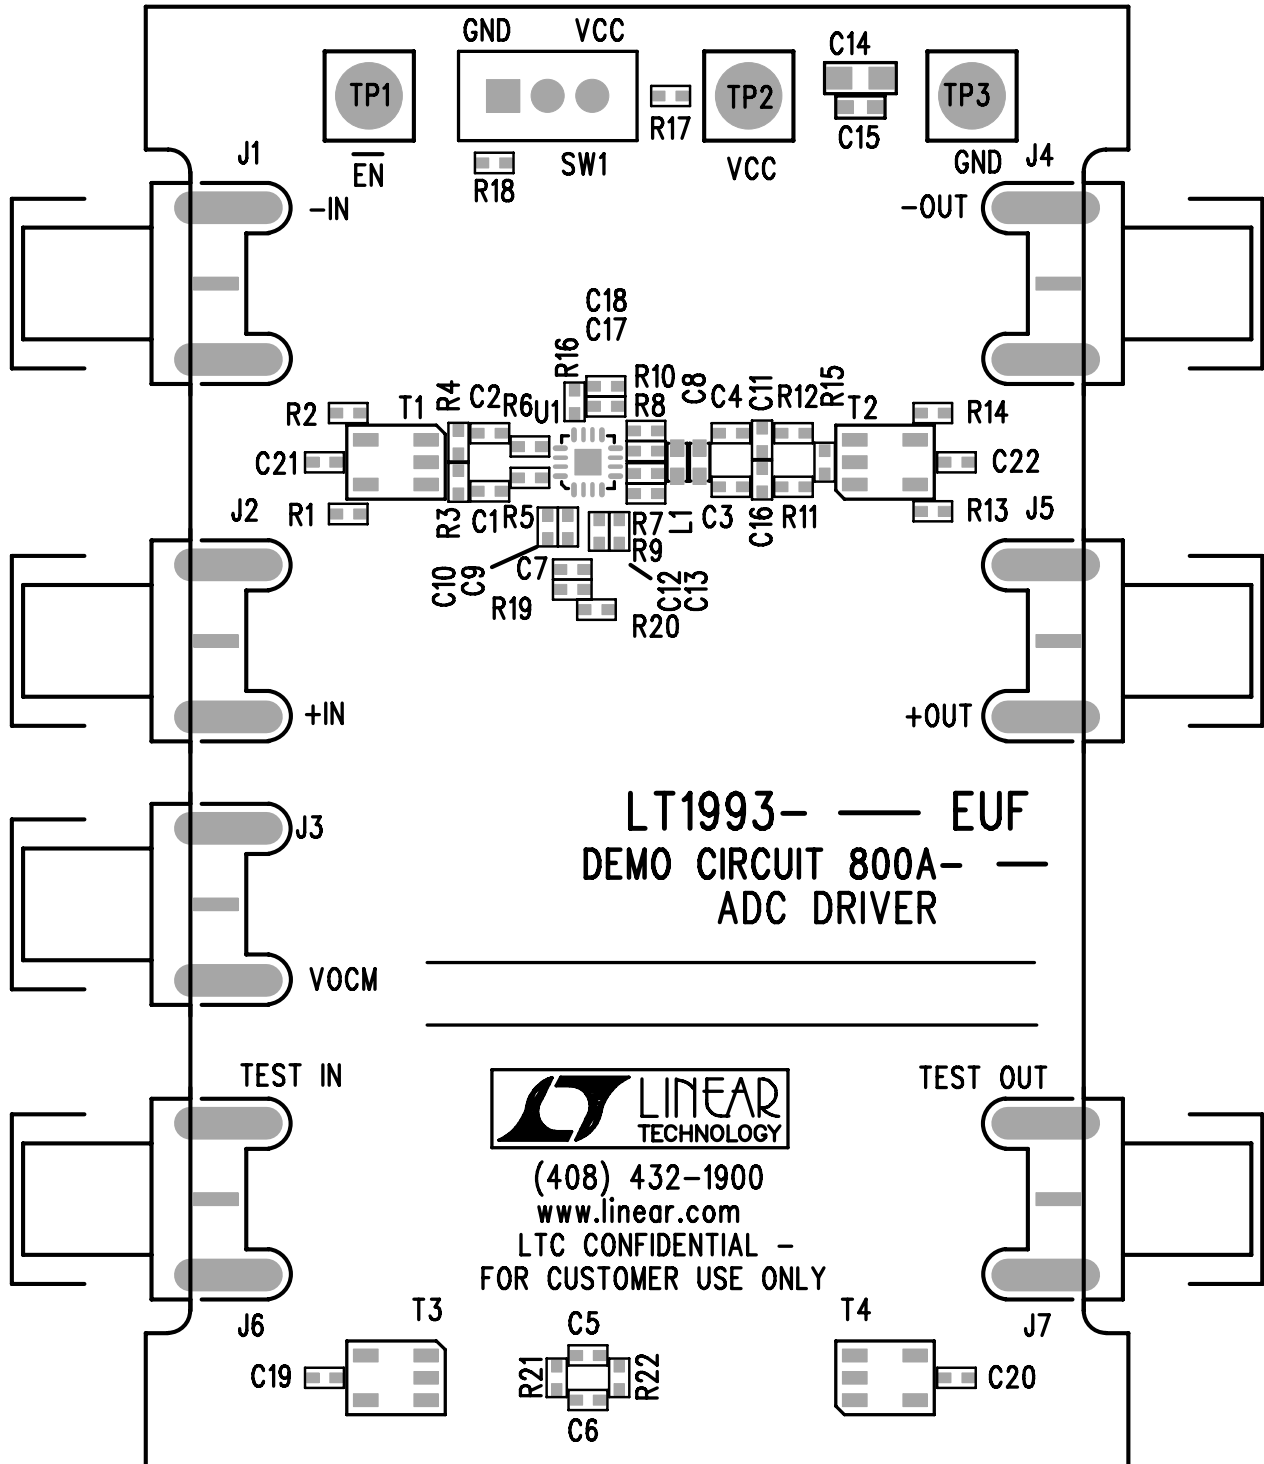 GND VCC
C14
TP1
TP2
TP3
R17
C15
EN
R18
SW1
VCC
GND
J1
J4
-IN
-OUT
C18
C17
R16
R10
R8
C8
C4
C11
R12
R15
T2
R14
R2
T1
R4
C2
R6
U1
C21
C22
R1
J2
R3
C1
R5
R7
R9
L1
C3
C16
R11
R13
J5
C10
C9
C7
R19
C12
C13
R20
+IN
+OUT
LT1993- — EUF
DEMO CIRCUIT 800A- —
ADC DRIVER
J3
VOCM
TEST IN
TEST OUT
LINEAR
TECHNOLOGY
(408) 432-1900
www.linear.com
LTC CONFIDENTIAL -
FOR CUSTOMER USE ONLY
J6
T3
C5
T4
J7
C19
R21
R22
C20
C6